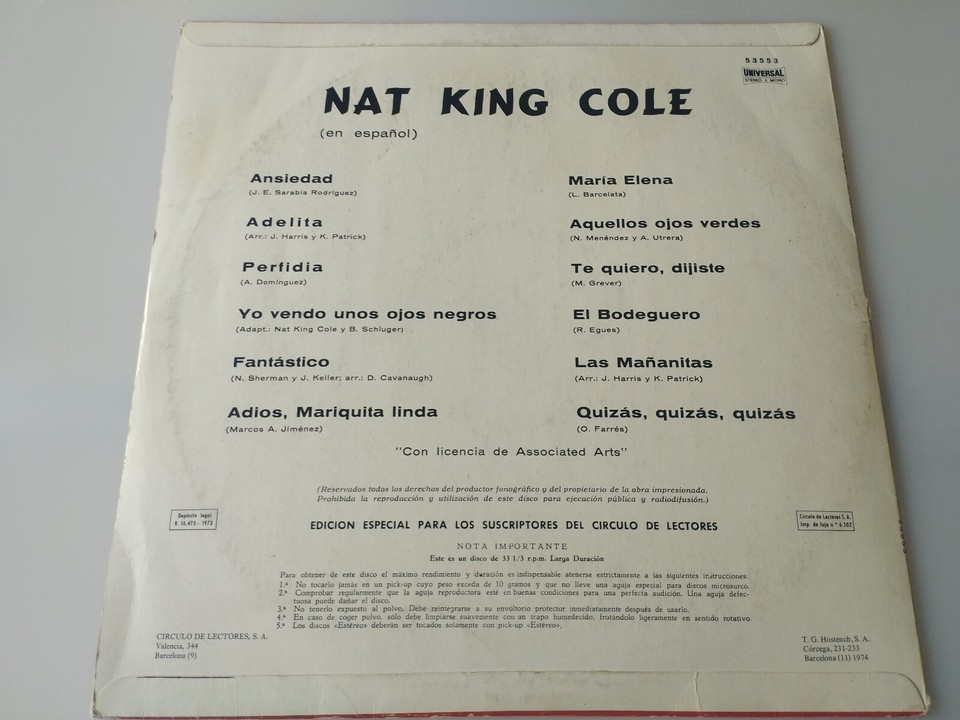 53553
UNIVERSAL
STEREO + MONO
NAT KING COLE
(en español)
Ansiedad
(J. E. Sarabia Rodríguez)
Adelita
(Arr.: J. Harris y K. Patrick)
Perfidia
(A. Domínguez)
Yo vendo unos ojos negros
(Adapt.: Nat King Cole y B. Schluger)
Fantástico
(N. Sherman y J. Keller; arr.: D. Cavanaugh)
Adios, Mariquita linda
(Marcos A. Jiménez)
María Elena
(L. Barcelata)
Aquellos ojos verdes
(N. Menéndez y A. Utrera)
Te quiero, dijiste
(M. Grever)
El Bodeguero
(R. Egues)
Las Mañanitas
(Arr.: J. Harris y K. Patrick)
Quizás, quizás, quizás
(O. Farrés)
"Con licencia de Associated Arts"
(Reservados todos los derechos del productor fonográfico y del propietario de la obra impresionada.
Prohibida la reproducción y utilización de este disco para ejecución pública y radiodifusión.)
Depósito legal
B. 16.475 - 1973
EDICION ESPECIAL PARA LOS SUSCRIPTORES DEL CIRCULO DE LECTORES
Círculo de Lectores S. A.
Imp. de lujo n.º 6.502
NOTA IMPORTANTE
Este es un disco de 33 1/3 r.p.m. Larga Duración
Para obtener de este disco el máximo rendimiento y duración es indispensable atenerse estrictamente a las siguientes instrucciones:
1.ª No tocarlo jamás en un pick-up cuyo peso exceda de 10 gramos y que no lleve una aguja especial para discos microsurco.
2.ª Comprobar regularmente que la aguja reproductora esté en buenas condiciones para una perfecta audición. Una aguja defec-
tuosa puede dañar el disco.
3.ª No tenerlo expuesto al polvo. Debe reintegrarse a su envoltorio protector inmediatamente después de usarlo.
4.ª En caso de coger polvo, sólo debe limpiarse suavemente con un trapo humedecido, frotándolo ligeramente en sentido rotativo.
5.ª Los discos «Estéreo» deberán ser tocados solamente con pick-up «Estéreo».
CIRCULO DE LECTORES, S. A.
Valencia, 344
Barcelona (9)
T. G. Hostench, S. A.
Córcega, 231-233
Barcelona (11) 1974